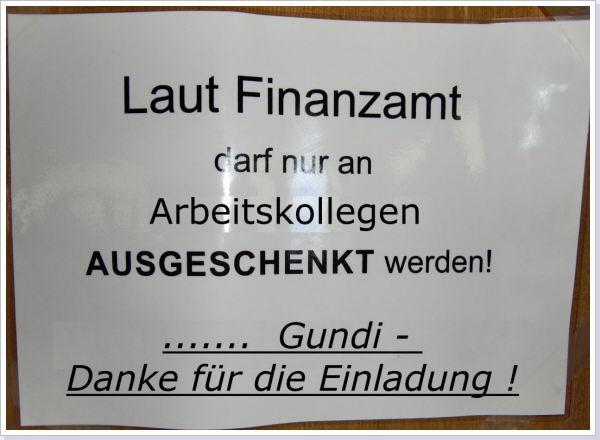 Laut Finanzamt
darf nur an
Arbeitskollegen
AUSGESCHENKT werden!
....... Gundi -
Danke für die Einladung !